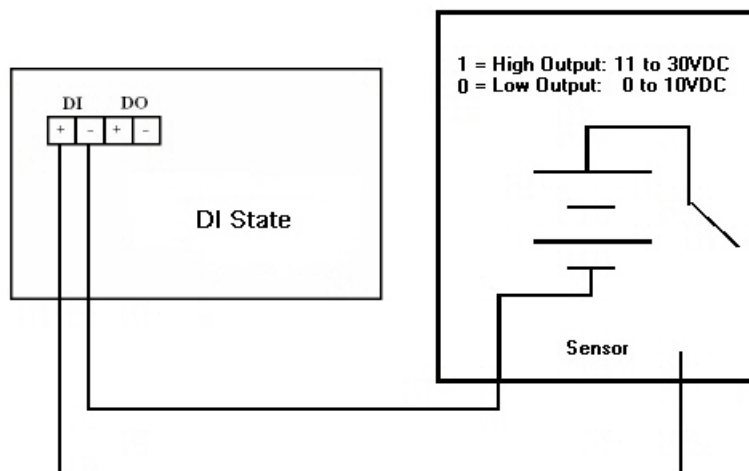 1 = High Output: 11 to 30VDC
0 = Low Output: 0 to 10VDC
DI DO
+ - + -
DI State
Sensor